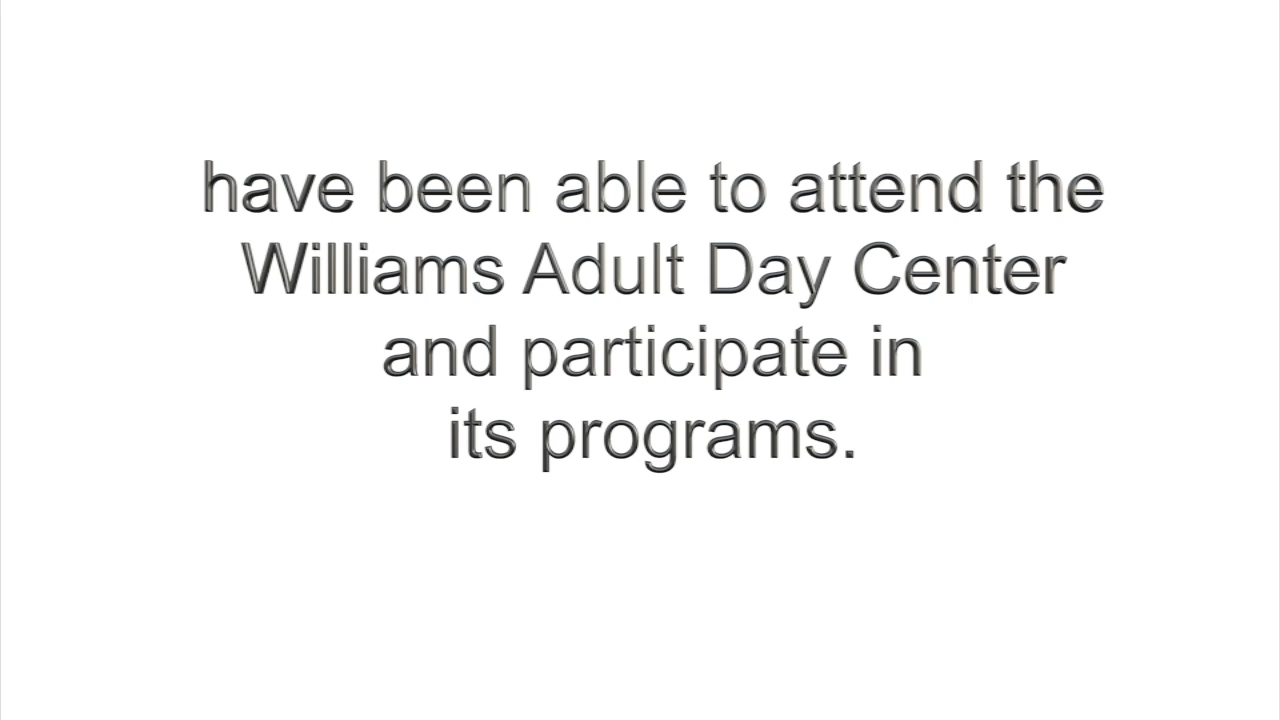 have been able to attend the
Williams Adult Day Center
and participate in
its programs.